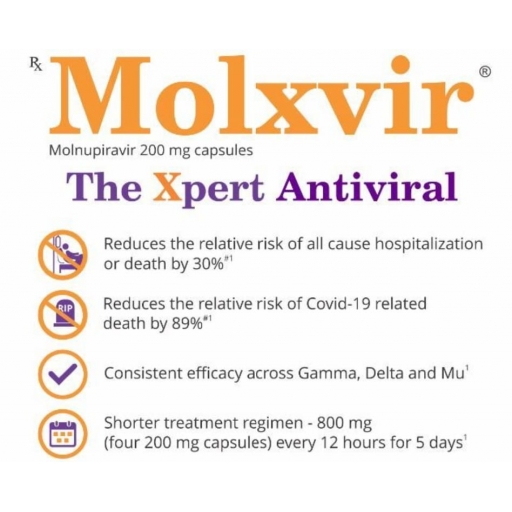 Rx Molxvir®
Molnupiravir 200 mg capsules
The Xpert Antiviral
Reduces the relative risk of all cause hospitalization
or death by 30%#1
RIP
Reduces the relative risk of Covid-19 related
death by 89%#1
Consistent efficacy across Gamma, Delta and Mu1
Shorter treatment regimen - 800 mg
(four 200 mg capsules) every 12 hours for 5 days1